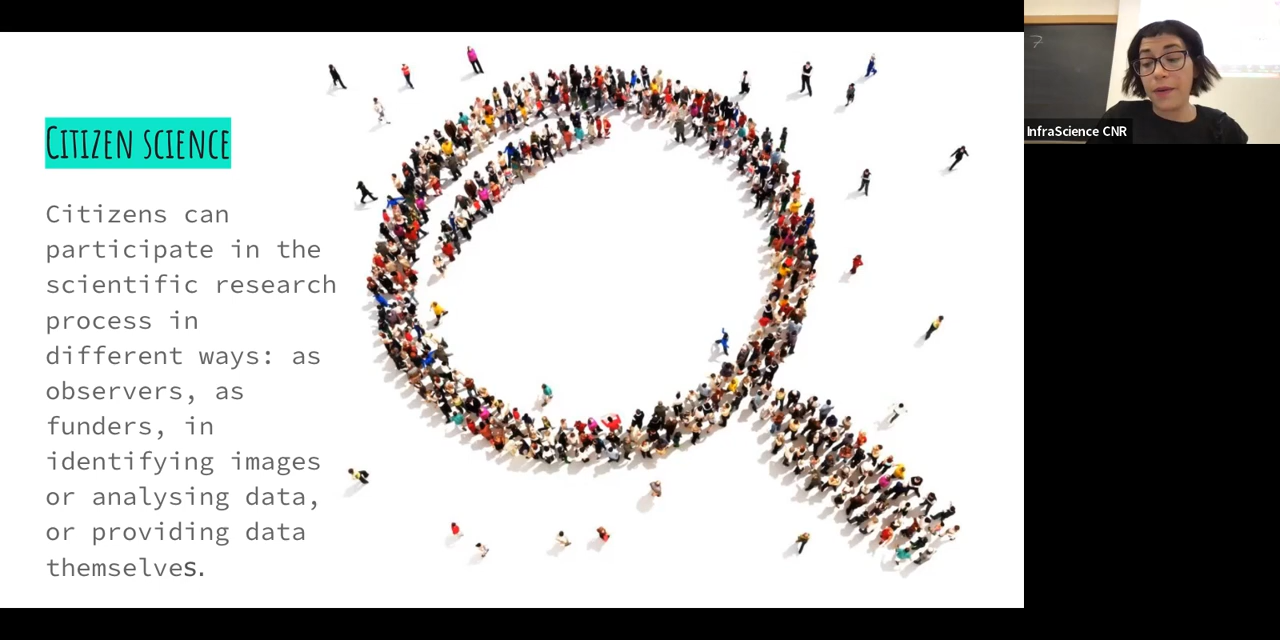 Citizen science
Citizens can
participate in the
scientific research
process in
different ways: as
observers, as
funders, in
identifying images
or analysing data,
or providing data
themselves.
7
InfraScience CNR